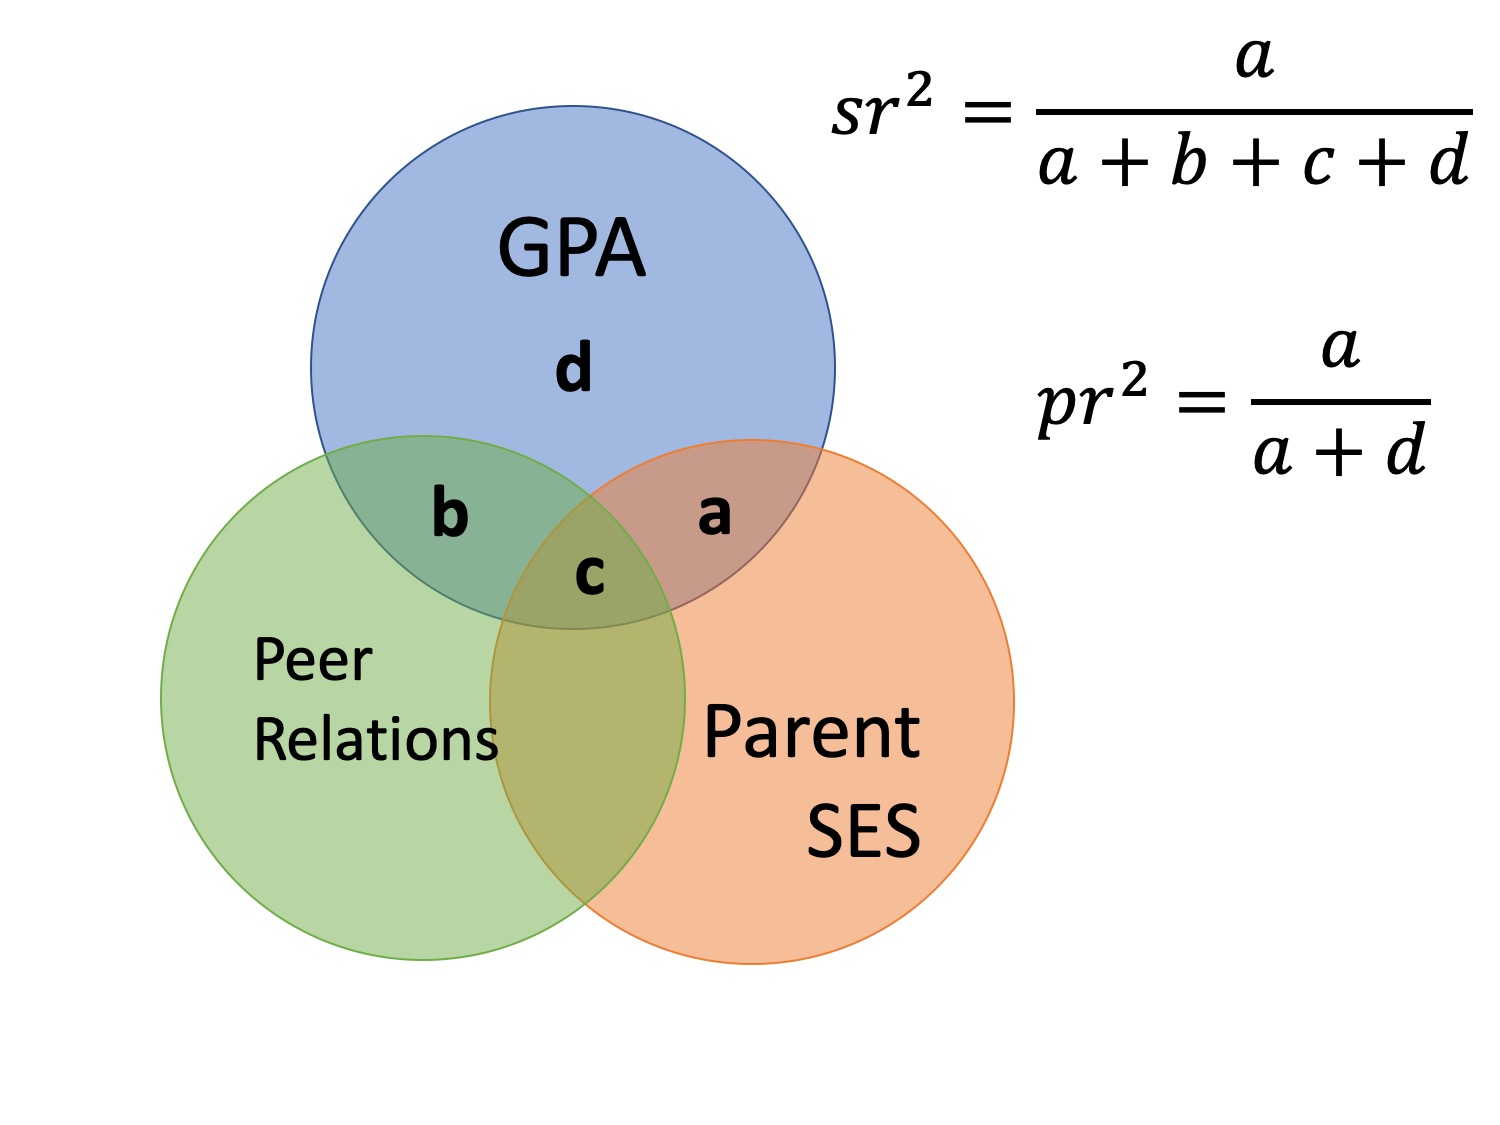 sr² = a / (a + b + c + d)
GPA
pr² = a / (a + d)
d
b
a
c
Peer
Relations
Parent
SES